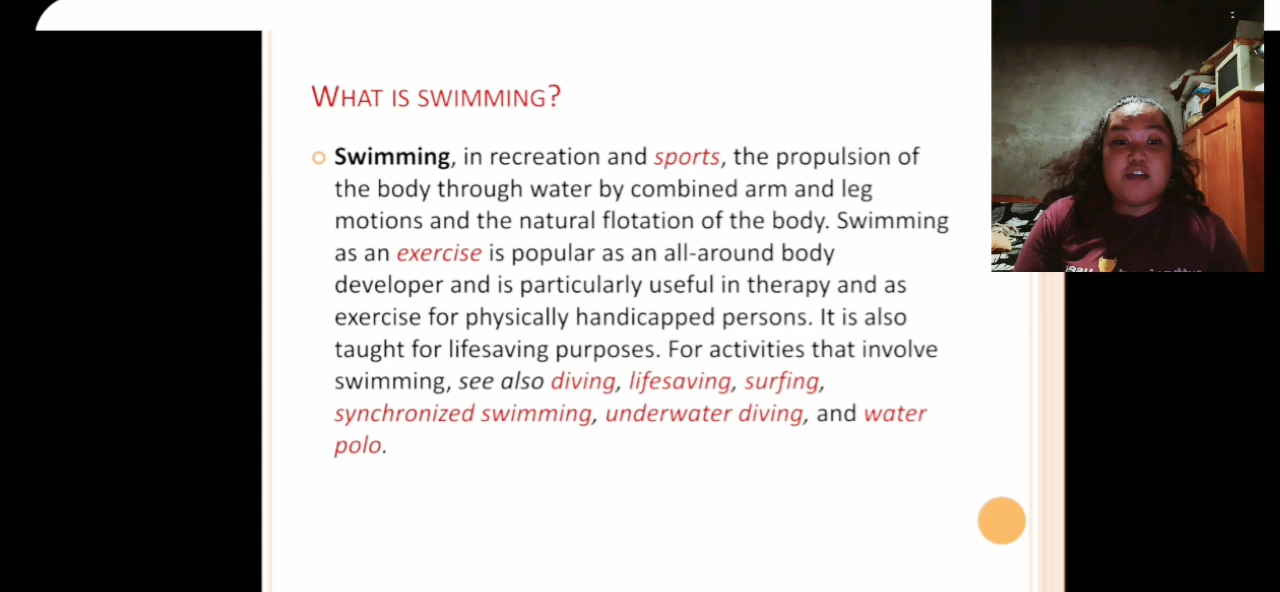 WHAT IS SWIMMING?
Swimming, in recreation and sports, the propulsion of
the body through water by combined arm and leg
motions and the natural flotation of the body. Swimming
as an exercise is popular as an all-around body
developer and is particularly useful in therapy and as
exercise for physically handicapped persons. It is also
taught for lifesaving purposes. For activities that involve
swimming, see also diving, lifesaving, surfing,
synchronized swimming, underwater diving, and water
polo.